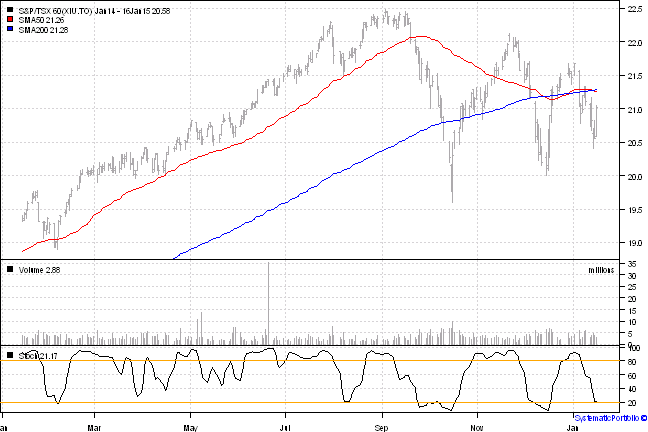 S&P/TSX 60(XIU.TO) Jan14 - 16Jan15 20.58
SMA50 21.26
SMA200 21.28
22.5
22.0
21.5
21.0
20.5
20.0
19.5
19.0
Volume 2.88
millions
35
30
25
20
15
10
5
0
Stoch 21.17
100
80
60
40
20
an
Mar
May
Jul
Sep
Nov
Jan
SystematicPortfolio ©